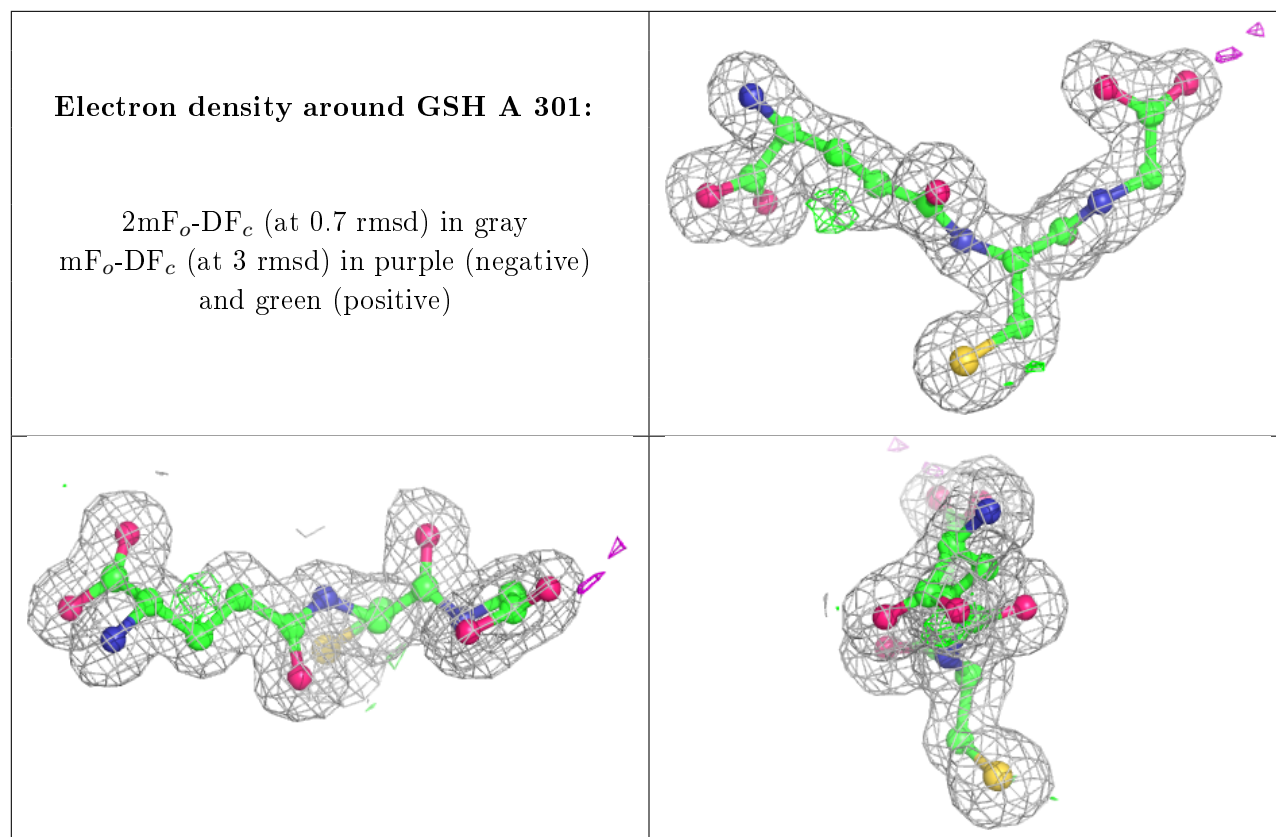 Electron density around GSH A 301:
2mFₒ-DF𝒸 (at 0.7 rmsd) in gray
mFₒ-DF𝒸 (at 3 rmsd) in purple (negative)
and green (positive)